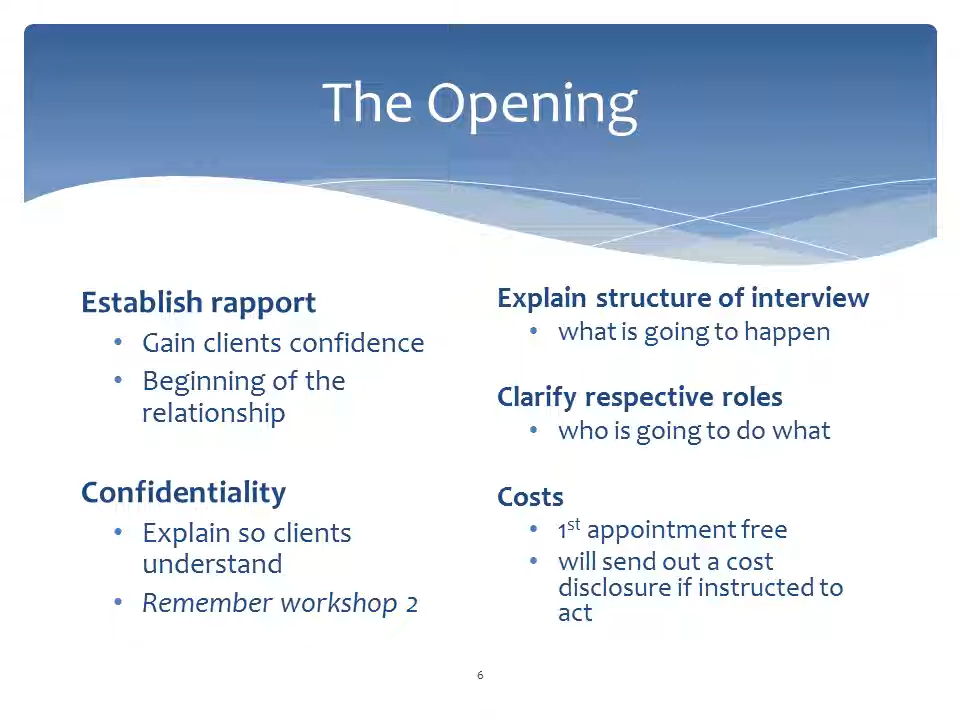 The Opening
Establish rapport
• Gain clients confidence
• Beginning of the
relationship
Confidentiality
• Explain so clients
understand
• Remember workshop 2
Explain structure of interview
• what is going to happen
Clarify respective roles
• who is going to do what
Costs
• 1st appointment free
• will send out a cost
disclosure if instructed to
act
6